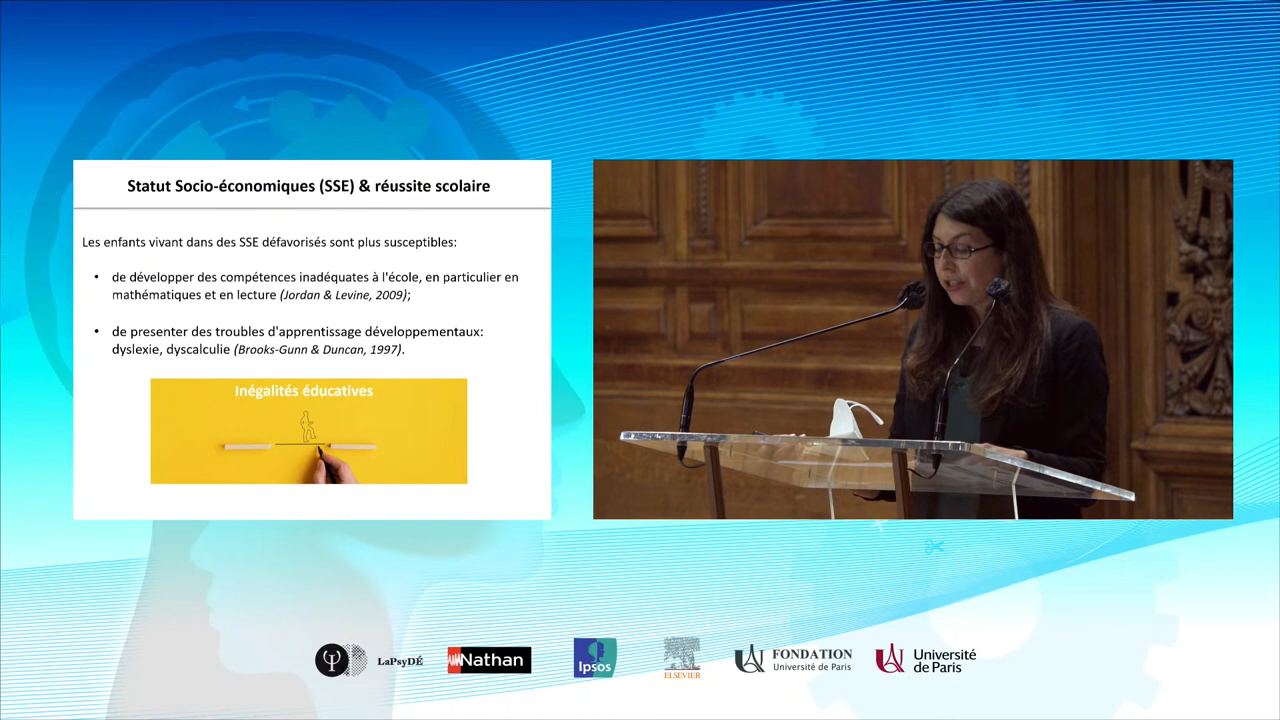 Statut Socio-économiques (SSE) & réussite scolaire
Les enfants vivant dans des SSE défavorisés sont plus susceptibles:
• de développer des compétences inadéquates à l'école, en particulier en
mathématiques et en lecture (Jordan & Levine, 2009);
• de presenter des troubles d'apprentissage développementaux:
dyslexie, dyscalculie (Brooks-Gunn & Duncan, 1997).
Inégalités éducatives
LaPsyDÉ
Nathan
Ipsos
ELSEVIER
FONDATION
Université de Paris
Université
de Paris